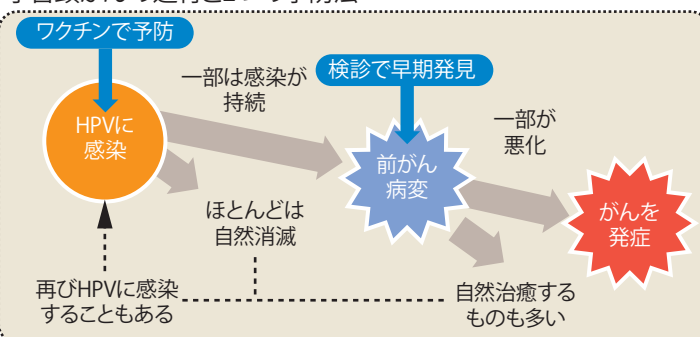 ワクチンで予防
検診で早期発見
一部は感染が
持続
一部が
悪化
HPVに
感染
前がん
病変
がんを
発症
ほとんどは
自然消滅
再びHPVに感染
することもある
自然治癒する
ものも多い